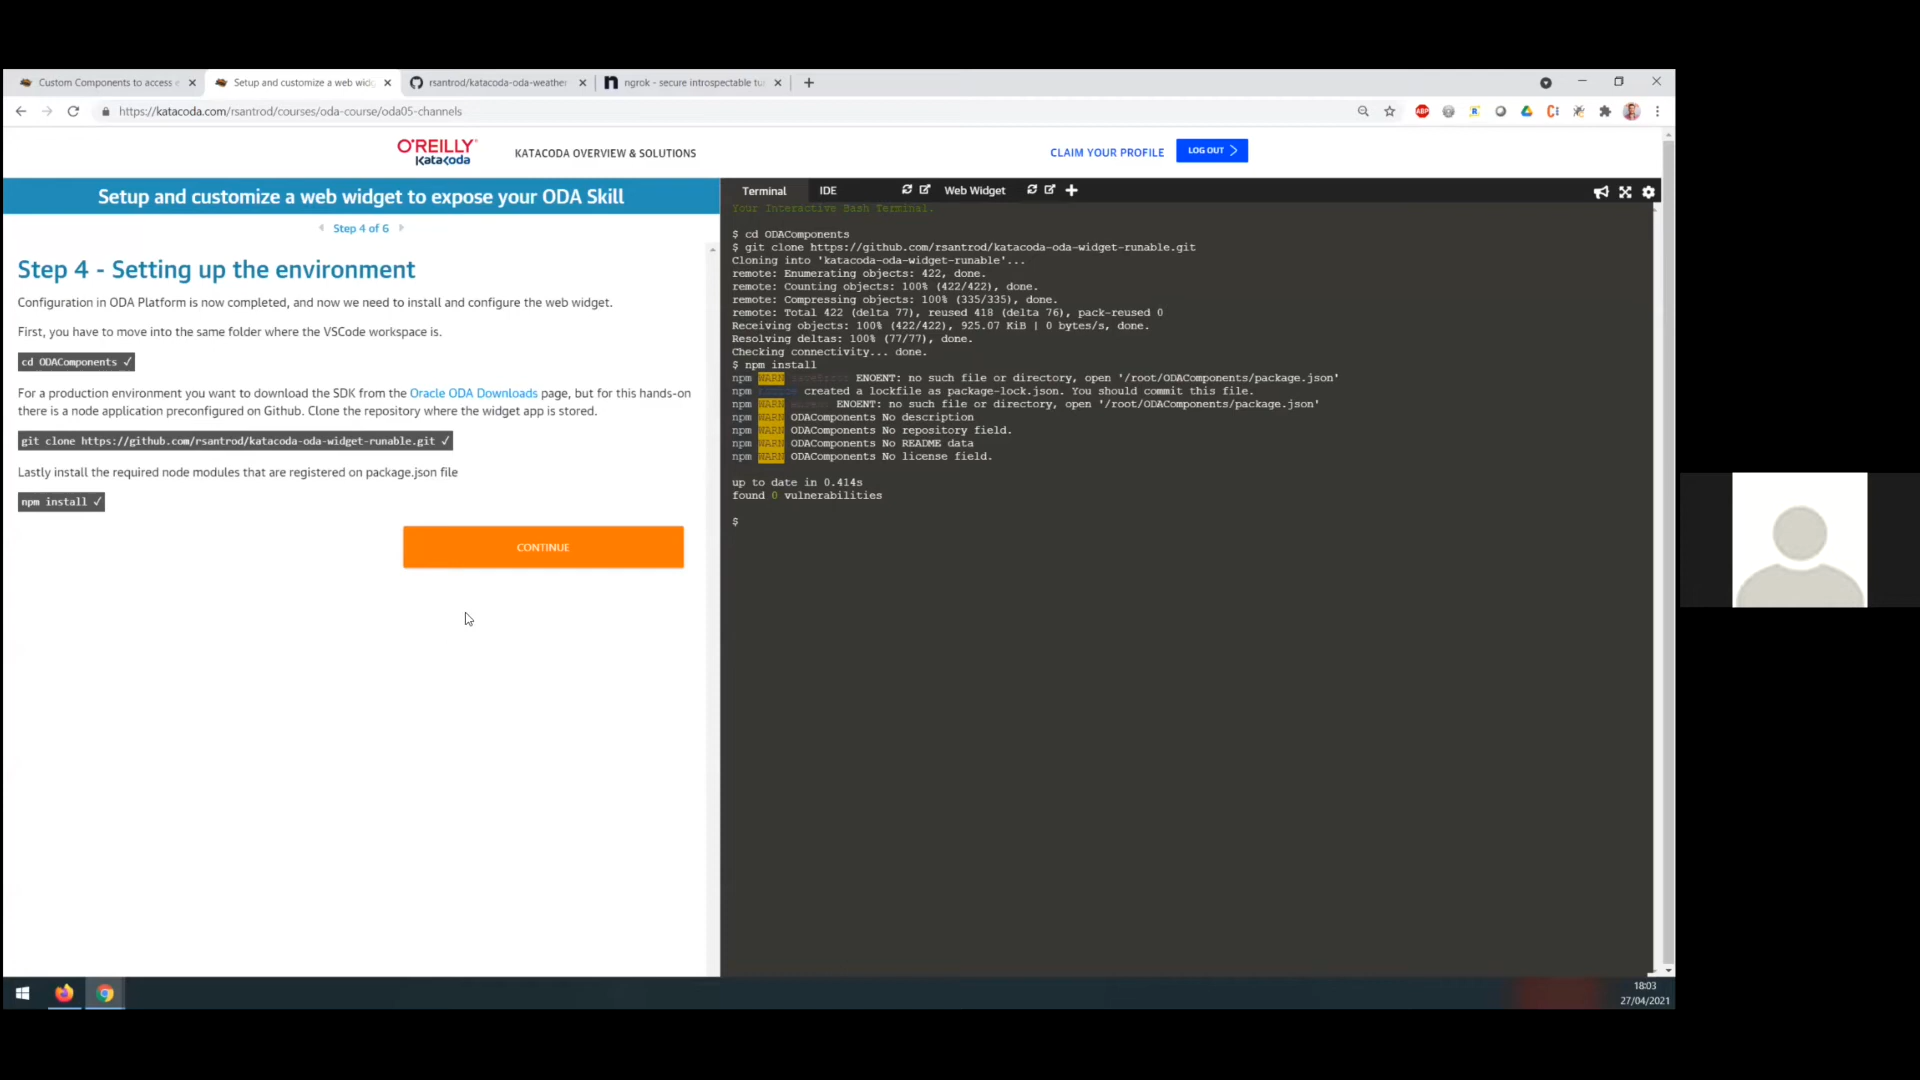 Custom Components to access
Setup and customize a web wid
rsantrod/katacoda-oda-weather
ngrok - secure introspectable tu
https://katacoda.com/rsantrod/courses/oda-course/oda05-channels
O'REILLY
Katacoda
KATACODA OVERVIEW & SOLUTIONS
CLAIM YOUR PROFILE
LOG OUT
Setup and customize a web widget to expose your ODA Skill
Step 4 of 6
Step 4 - Setting up the environment
Configuration in ODA Platform is now completed, and now we need to install and configure the web widget.
First, you have to move into the same folder where the VSCode workspace is.
cd ODAComponents ✓
For a production environment you want to download the SDK from the Oracle ODA Downloads page, but for this hands-on
there is a node application preconfigured on Github. Clone the repository where the widget app is stored.
git clone https://github.com/rsantrod/katacoda-oda-widget-runable.git ✓
Lastly install the required node modules that are registered on package.json file
npm install ✓
CONTINUE
Terminal
IDE
Web Widget
Your Interactive Bash Terminal.
$ cd ODAComponents
$ git clone https://github.com/rsantrod/katacoda-oda-widget-runable.git
Cloning into 'katacoda-oda-widget-runable'...
remote: Enumerating objects: 422, done.
remote: Counting objects: 100% (422/422), done.
remote: Compressing objects: 100% (335/335), done.
remote: Total 422 (delta 77), reused 418 (delta 76), pack-reused 0
Receiving objects: 100% (422/422), 925.07 KiB | 0 bytes/s, done.
Resolving deltas: 100% (77/77), done.
Checking connectivity... done.
$ npm install
npm WARN ENOENT: no such file or directory, open '/root/ODAComponents/package.json'
npm created a lockfile as package-lock.json. You should commit this file.
npm WARN ENOENT: no such file or directory, open '/root/ODAComponents/package.json'
npm WARN ODAComponents No description
npm WARN ODAComponents No repository field.
npm WARN ODAComponents No README data
npm WARN ODAComponents No license field.
up to date in 0.414s
found 0 vulnerabilities
$
ABP
18:03
27/04/2021